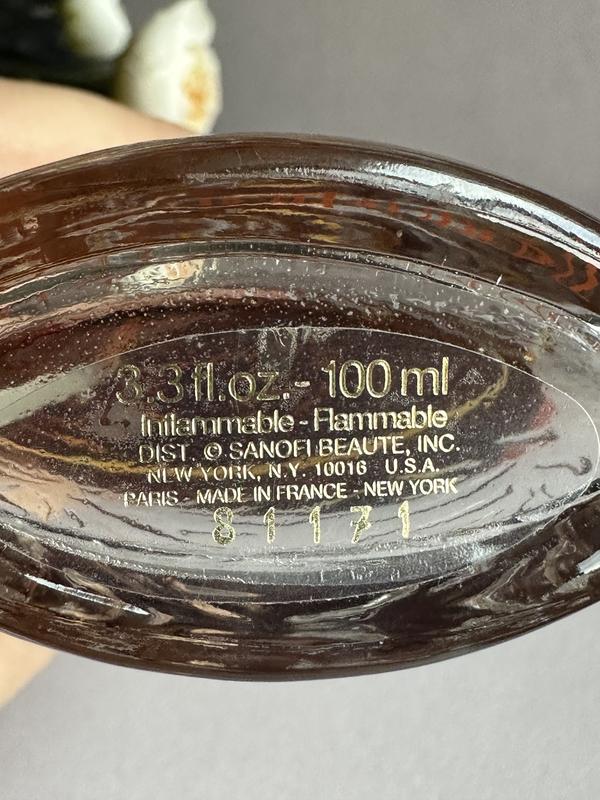 3.3 fl.oz.- 100 ml
Inflammable - Flammable
DIST. © SANOFI BEAUTE, INC.
NEW YORK, N.Y. 10016 U.S.A.
PARIS - MADE IN FRANCE - NEW YORK
81171